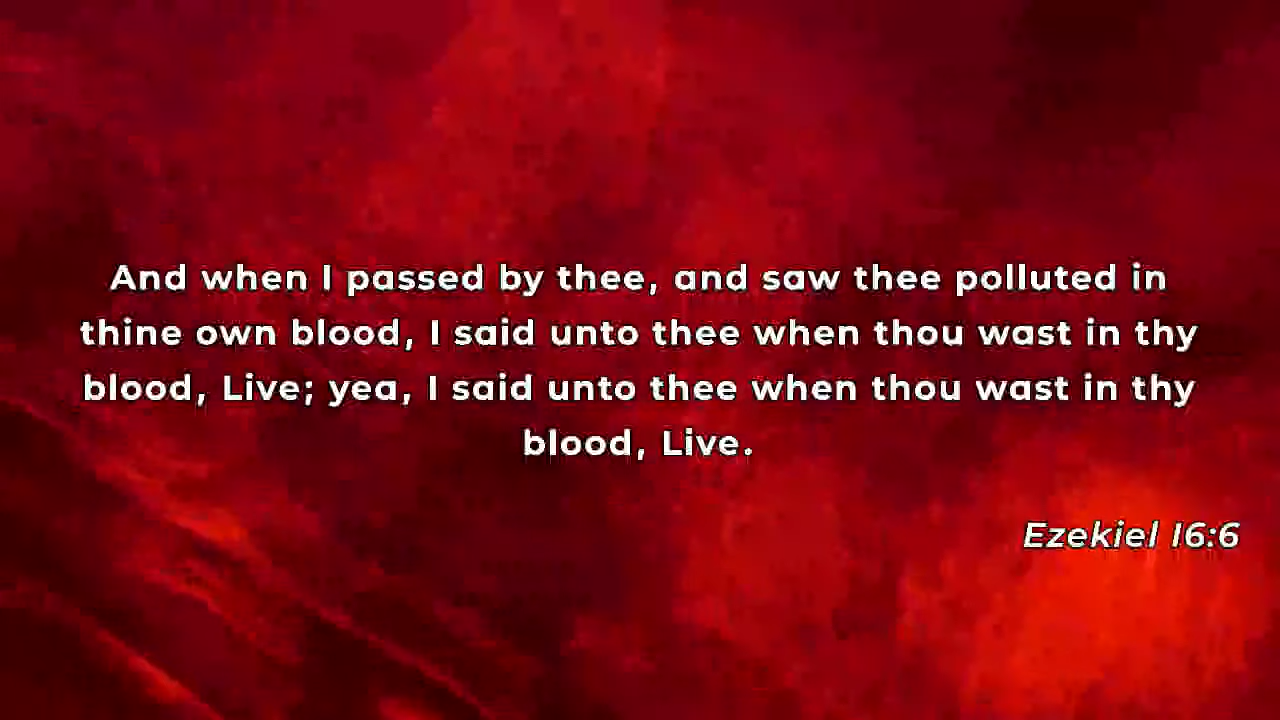 And when I passed by thee, and saw thee polluted in
thine own blood, I said unto thee when thou wast in thy
blood, Live; yea, I said unto thee when thou wast in thy
blood, Live.
Ezekiel 16:6